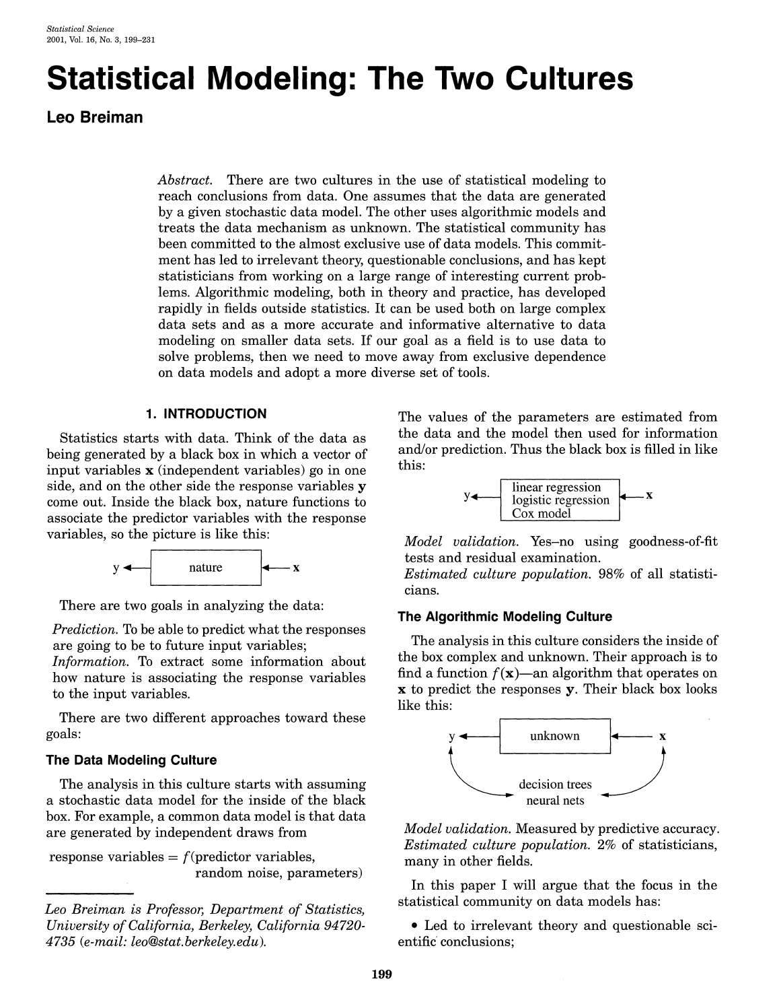 Statistical Science
2001, Vol. 16, No. 3, 199–231
Statistical Modeling: The Two Cultures
Leo Breiman
Abstract. There are two cultures in the use of statistical modeling to
reach conclusions from data. One assumes that the data are generated
by a given stochastic data model. The other uses algorithmic models and
treats the data mechanism as unknown. The statistical community has
been committed to the almost exclusive use of data models. This commit-
ment has led to irrelevant theory, questionable conclusions, and has kept
statisticians from working on a large range of interesting current prob-
lems. Algorithmic modeling, both in theory and practice, has developed
rapidly in fields outside statistics. It can be used both on large complex
data sets and as a more accurate and informative alternative to data
modeling on smaller data sets. If our goal as a field is to use data to
solve problems, then we need to move away from exclusive dependence
on data models and adopt a more diverse set of tools.
1. INTRODUCTION
Statistics starts with data. Think of the data as
being generated by a black box in which a vector of
input variables x (independent variables) go in one
side, and on the other side the response variables y
come out. Inside the black box, nature functions to
associate the predictor variables with the response
variables, so the picture is like this:
y nature x
There are two goals in analyzing the data:
Prediction. To be able to predict what the responses
are going to be to future input variables;
Information. To extract some information about
how nature is associating the response variables
to the input variables.
There are two different approaches toward these
goals:
The Data Modeling Culture
The analysis in this culture starts with assuming
a stochastic data model for the inside of the black
box. For example, a common data model is that data
are generated by independent draws from
response variables = f(predictor variables,
random noise, parameters)
Leo Breiman is Professor, Department of Statistics,
University of California, Berkeley, California 94720-
4735 (e-mail: leo@stat.berkeley.edu).
The values of the parameters are estimated from
the data and the model then used for information
and/or prediction. Thus the black box is filled in like
this:
linear regression
y logistic regression x
Cox model
Model validation. Yes–no using goodness-of-fit
tests and residual examination.
Estimated culture population. 98% of all statisti-
cians.
The Algorithmic Modeling Culture
The analysis in this culture considers the inside of
the box complex and unknown. Their approach is to
find a function f(x)—an algorithm that operates on
x to predict the responses y. Their black box looks
like this:
y unknown x
decision trees
neural nets
Model validation. Measured by predictive accuracy.
Estimated culture population. 2% of statisticians,
many in other fields.
In this paper I will argue that the focus in the
statistical community on data models has:
• Led to irrelevant theory and questionable sci-
entific conclusions;
199